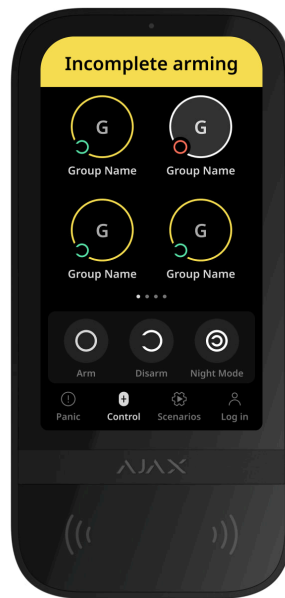 Incomplete arming
G
G
Group Name
Group Name
G
G
Group Name
Group Name
Arm
Disarm
Night Mode
Panic
Control
Scenarios
Log in
AJAX